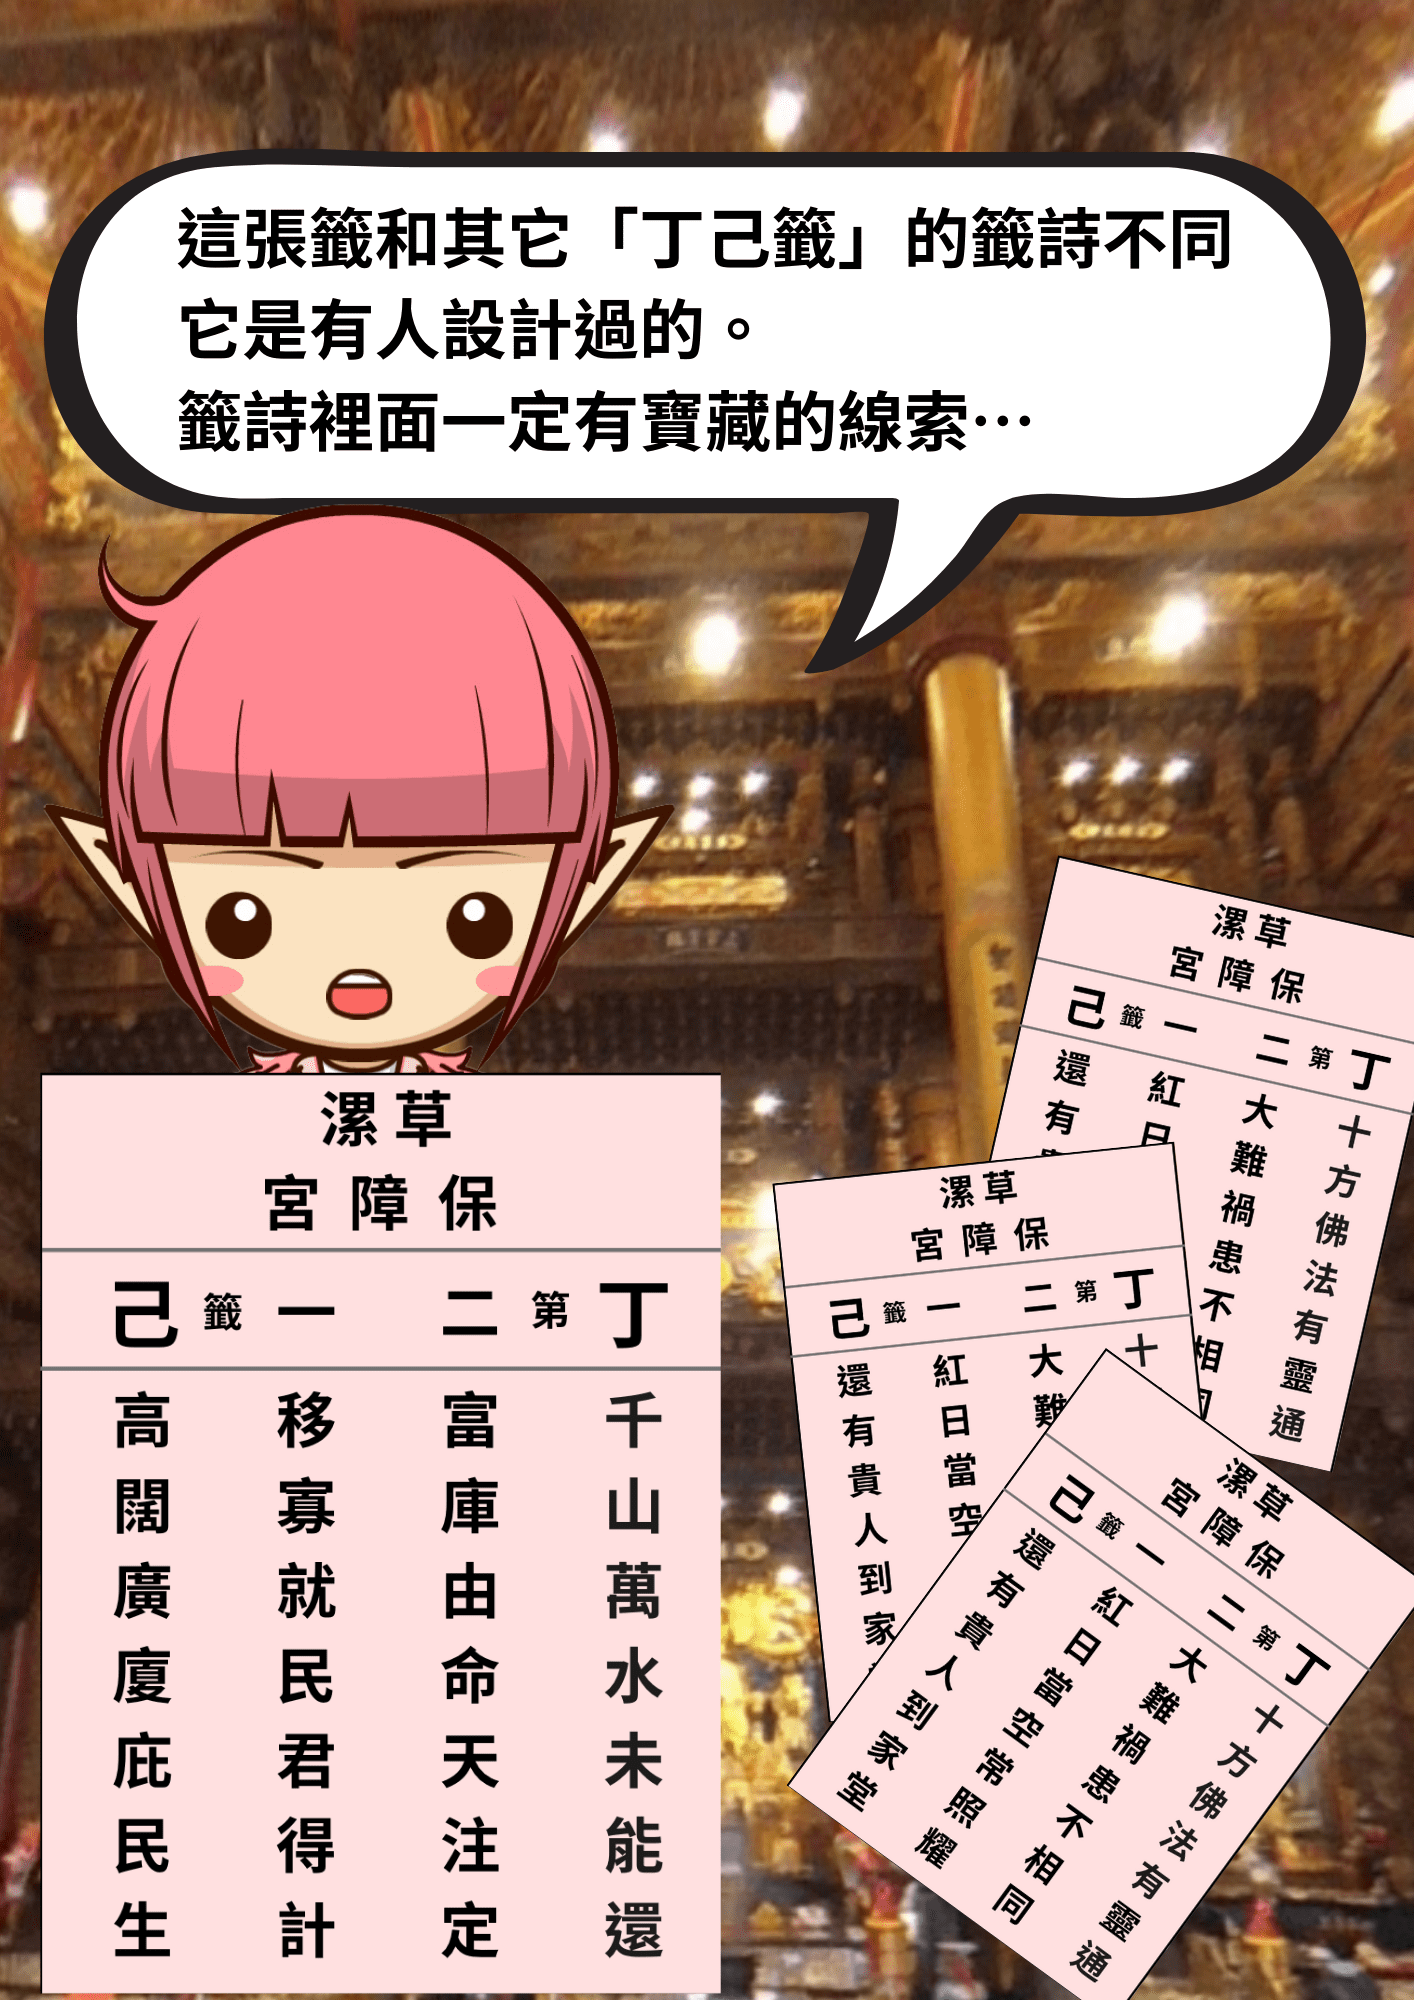 這張籤和其它「丁己籤」的籤詩不同
它是有人設計過的。
籤詩裡面一定有寶藏的線索…
草漯
保障宮
丁第二一籤己
千山萬水未能還
富庫由命天注定
移寡就民君得計
高闊廣廈庇民生
草漯
保障宮
丁第二一籤己
十方佛法有靈通
大難禍患不相
紅日
還有
草漯
保障宮
丁第二一籤己
十
大難
紅日當空
還有貴人到家
草漯
保障宮
丁第二一籤己
十方佛法有靈通
大難禍患不相同
紅日當空常照耀
還有貴人到家堂